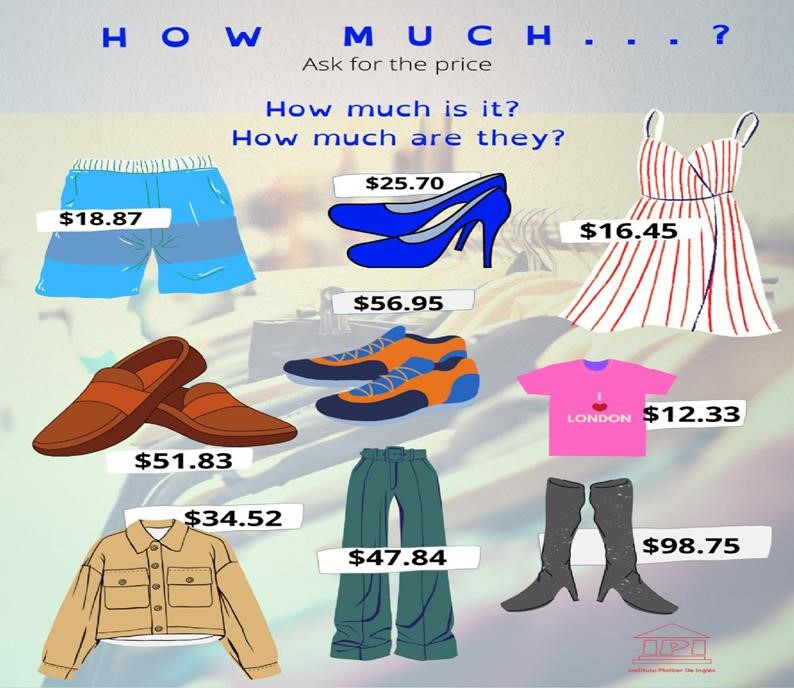 HOW MUCH...?
Ask for the price
How much is it?
How much are they?
$18.87
$25.70
$16.45
$56.95
I
LONDON
$12.33
$51.83
$34.52
$47.84
$98.75
IPI
Instituto Plottier De Inglés